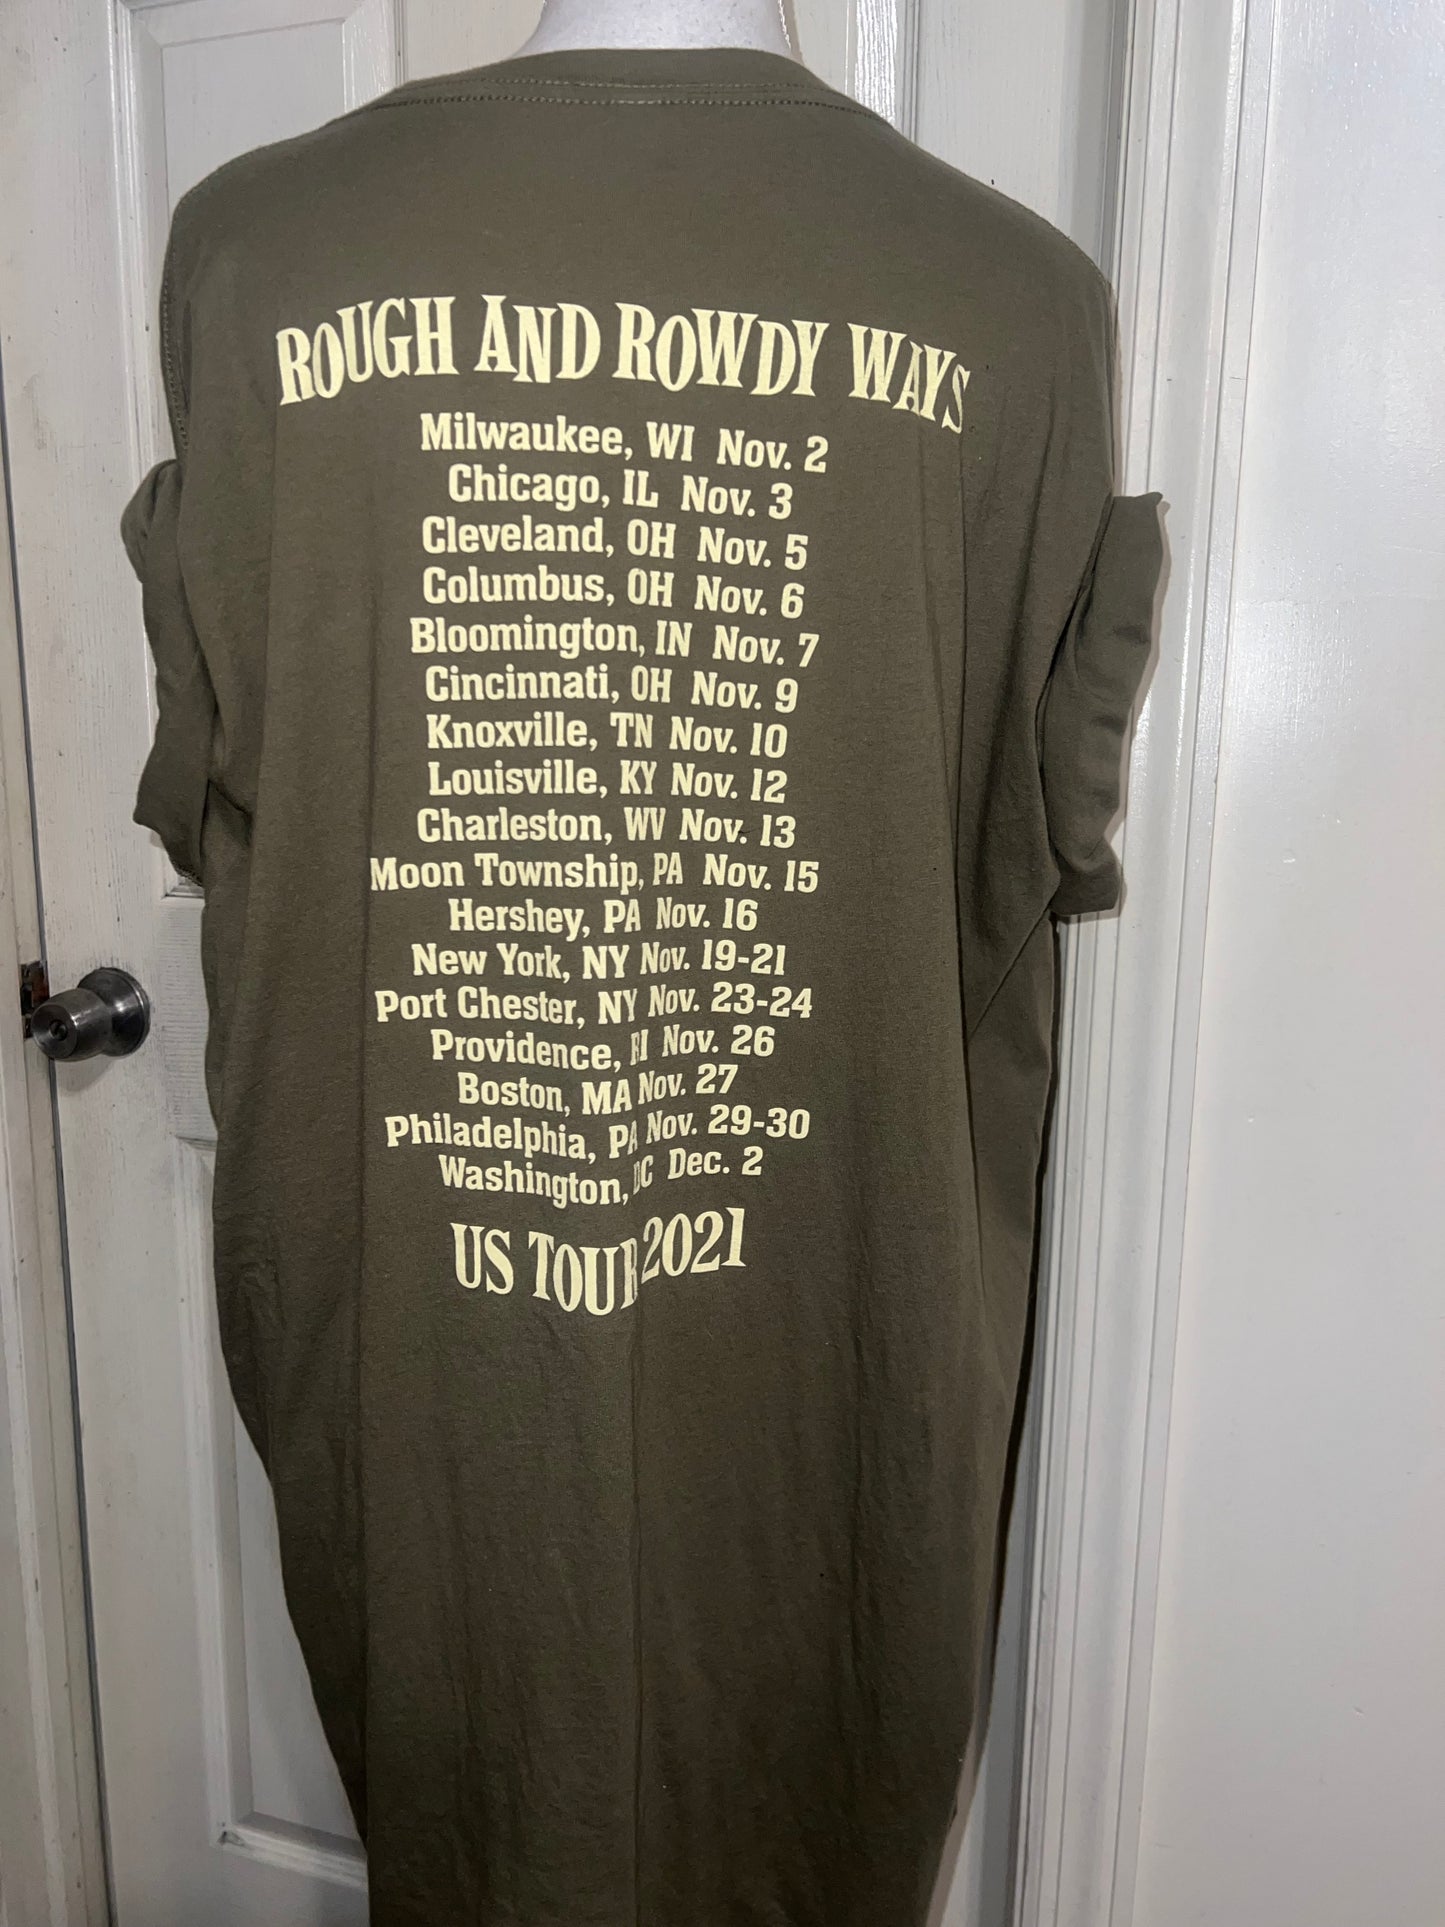 ROUGH AND ROWDY WAYS
Milwaukee, WI Nov. 2
Chicago, IL Nov. 3
Cleveland, OH Nov. 5
Columbus, OH Nov. 6
Bloomington, IN Nov. 7
Cincinnati, OH Nov. 9
Knoxville, TN Nov. 10
Louisville, KY Nov. 12
Charleston, WV Nov. 13
Moon Township, PA Nov. 15
Hershey, PA Nov. 16
New York, NY Nov. 19-21
Port Chester, NY Nov. 23-24
Providence, RI Nov. 26
Boston, MA Nov. 27
Philadelphia, PA Nov. 29-30
Washington, DC Dec. 2
US TOUR 2021